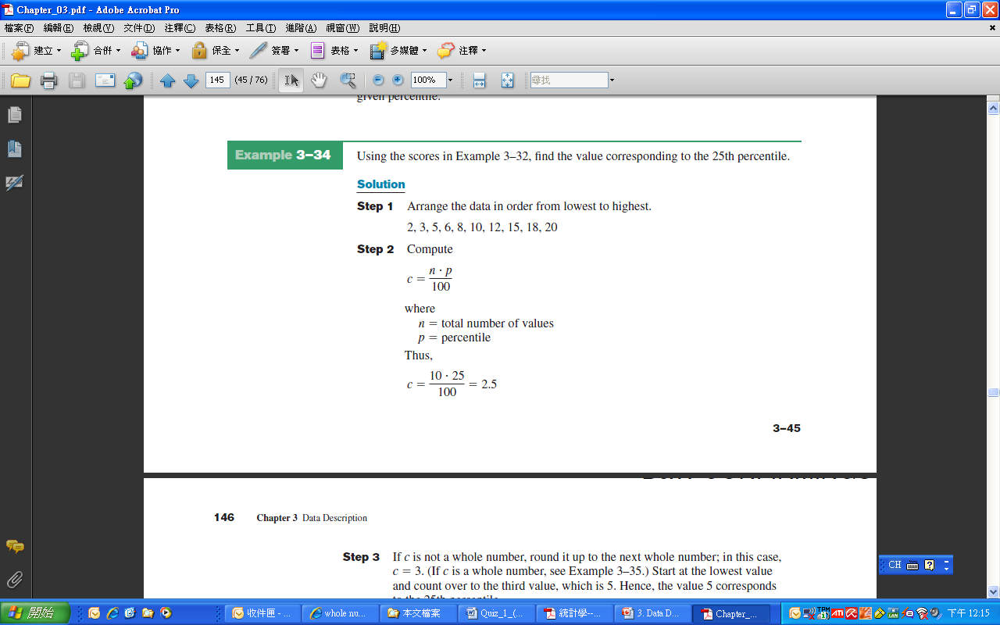 Chapter_03.pdf - Adobe Acrobat Pro
檔案(F) 編輯(E) 檢視(V) 文件(D) 注釋(C) 表格(R) 工具(T) 進階(A) 視窗(W) 說明(H)
建立 合併 協作 保全 簽署 表格 多媒體 注釋
145 (45 / 76) 100% 尋找
given percentile.
Example 3–34 Using the scores in Example 3–32, find the value corresponding to the 25th percentile.
Solution
Step 1 Arrange the data in order from lowest to highest.
2, 3, 5, 6, 8, 10, 12, 15, 18, 20
Step 2 Compute
c = n · p / 100
where
n = total number of values
p = percentile
Thus,
c = 10 · 25 / 100 = 2.5
3–45
146 Chapter 3 Data Description
Step 3 If c is not a whole number, round it up to the next whole number; in this case,
c = 3. (If c is a whole number, see Example 3–35.) Start at the lowest value
and count over to the third value, which is 5. Hence, the value 5 corresponds
to the 25th percentile.
CH
開始 收件匣 - ... whole nu... 本文檔案 Quiz_1_(... 統計學--... 3. Data D... Chapter_... 下午 12:15